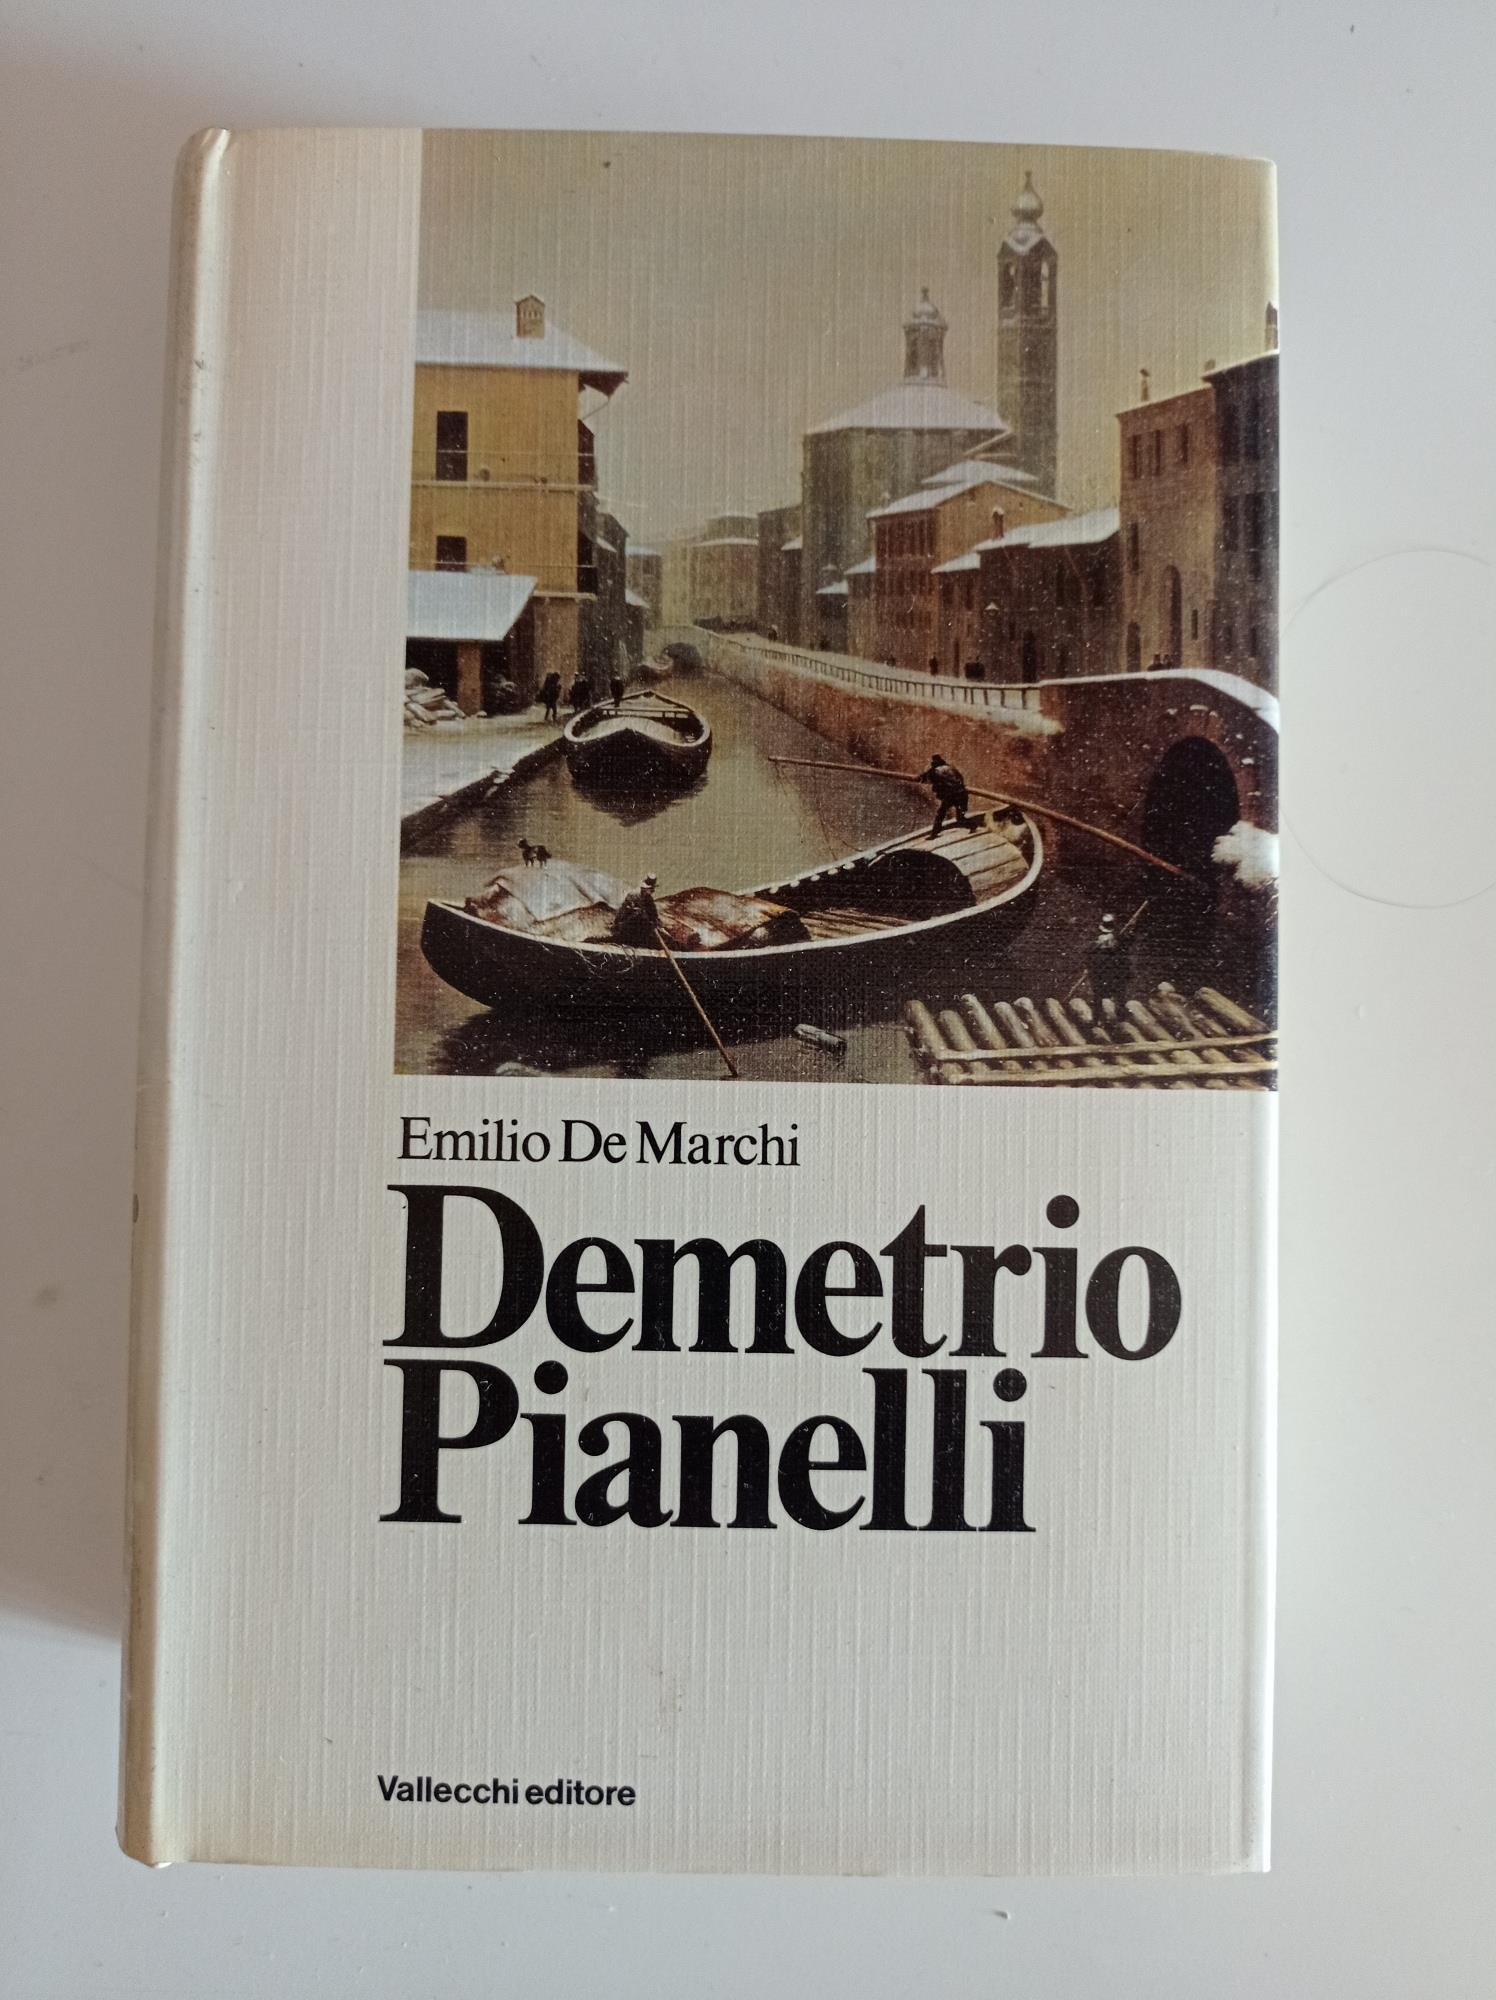 Emilio De Marchi
Demetrio
Pianelli
Vallecchi editore